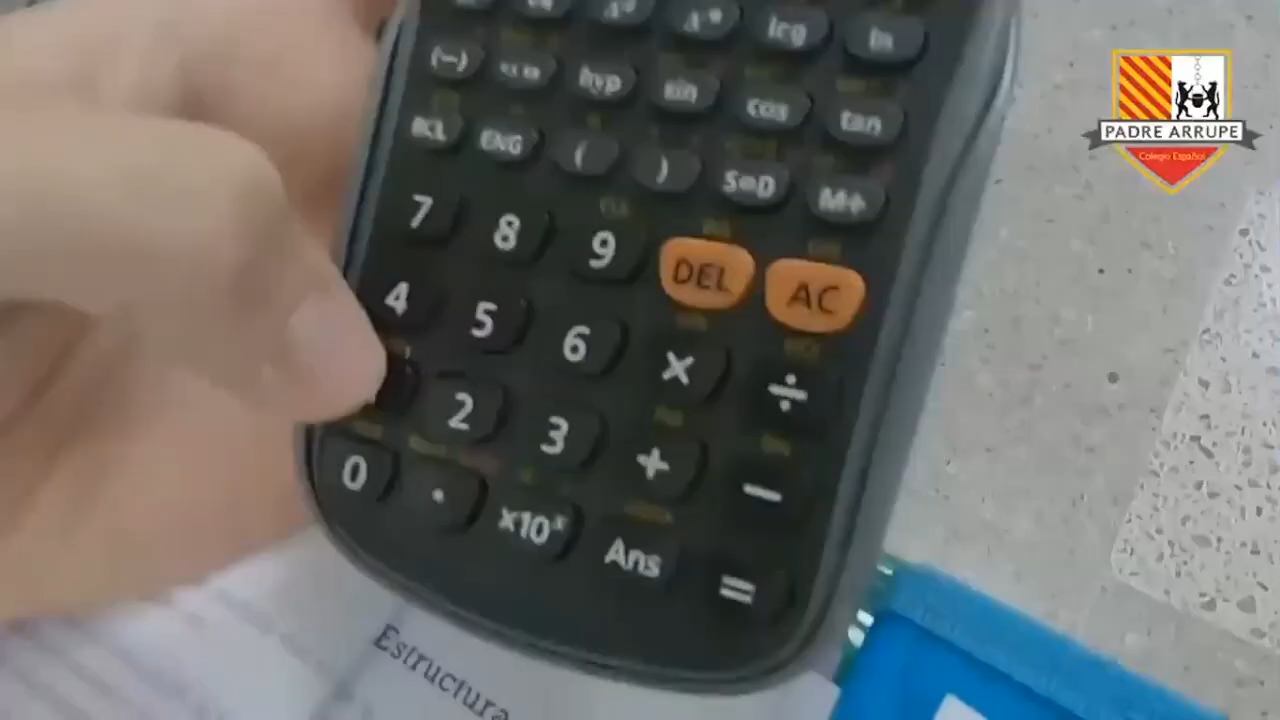 log ln
(−) hyp sin cos tan
RCL ENG ( ) S⇔D M+
7 8 9 DEL AC
4 5 6 × ÷
2 3 + −
0 . ×10ˣ Ans =
Estructura
PADRE ARRUPE
Colegio Español